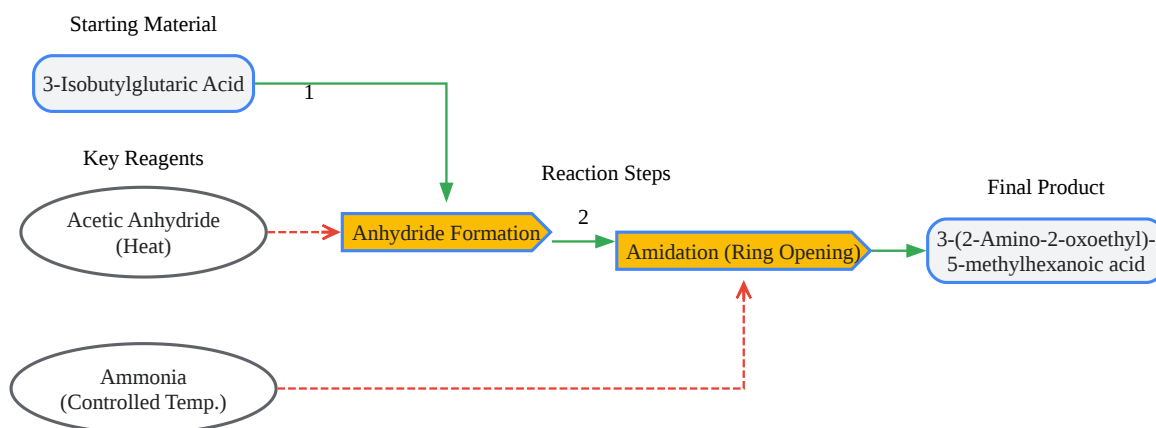 Starting Material
3-Isobutylglutaric Acid
1
Key Reagents
Acetic Anhydride
(Heat)
Reaction Steps
Anhydride Formation
2
Amidation (Ring Opening)
Final Product
3-(2-Amino-2-oxoethyl)-
5-methylhexanoic acid
Ammonia
(Controlled Temp.)